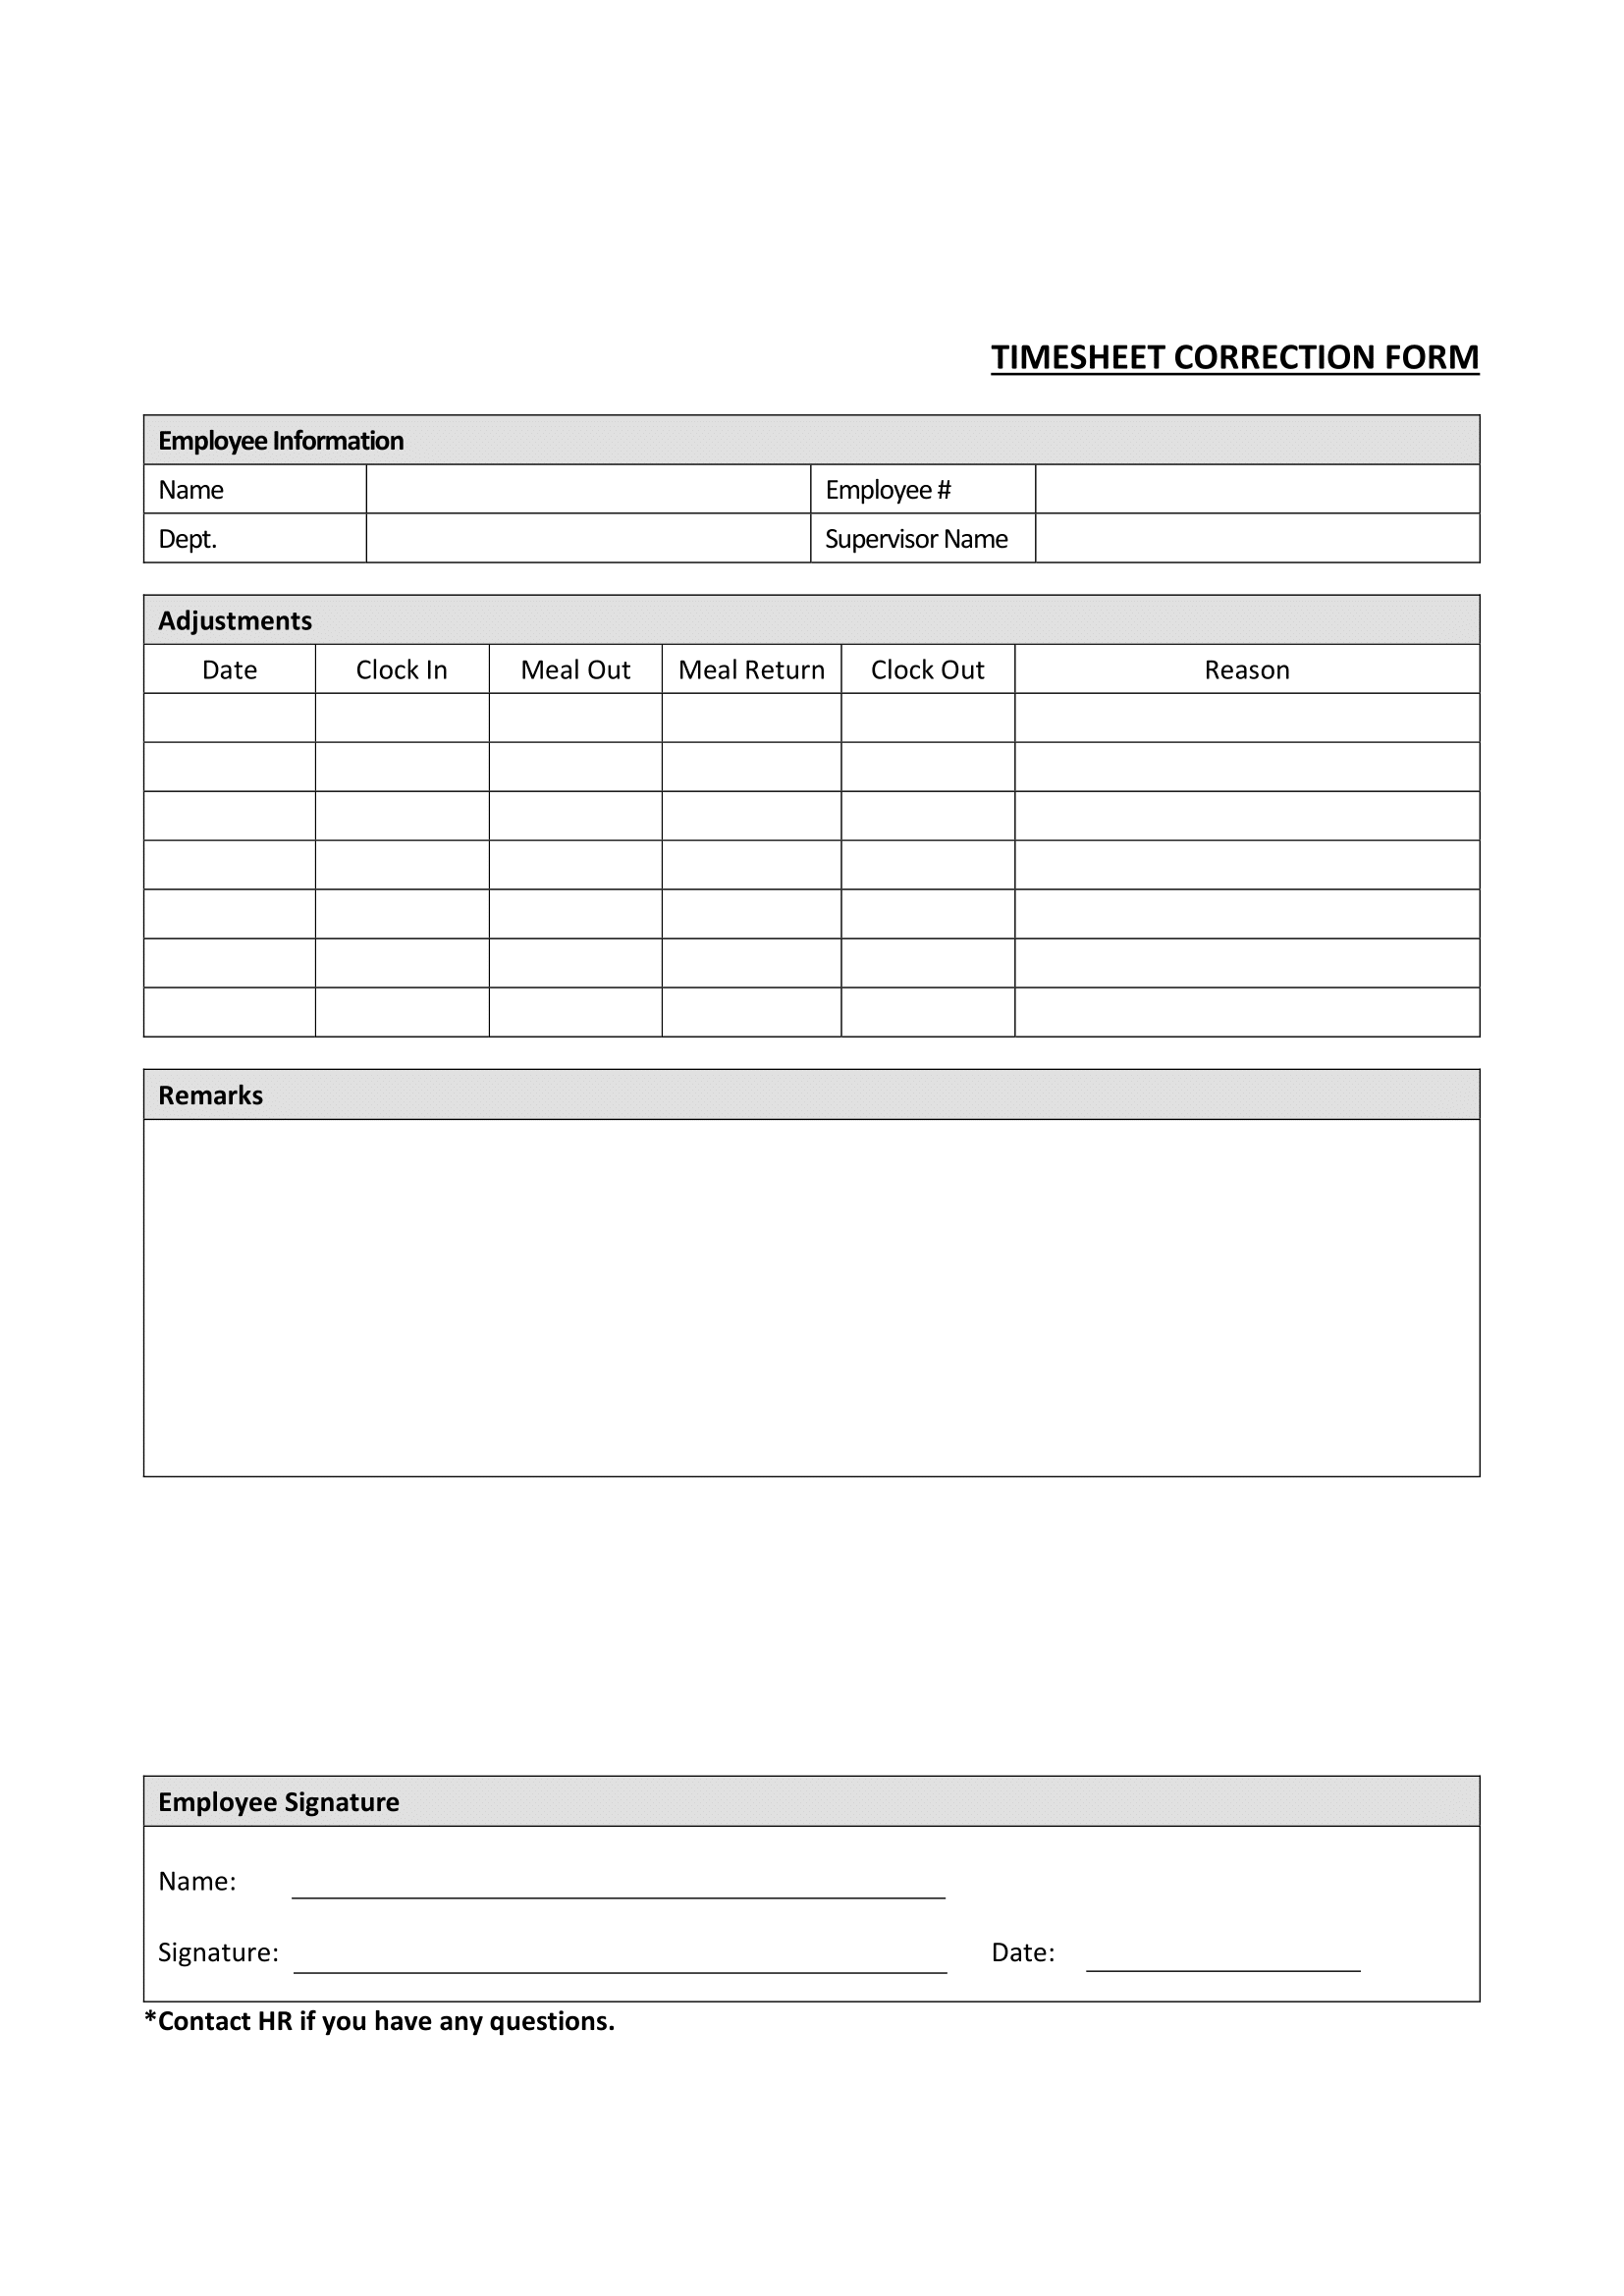 TIMESHEET CORRECTION FORM
Employee Information
Name Employee #
Dept. Supervisor Name
Adjustments
Date Clock In Meal Out Meal Return Clock Out Reason
Remarks
Employee Signature
Name:
Signature: Date:
*Contact HR if you have any questions.